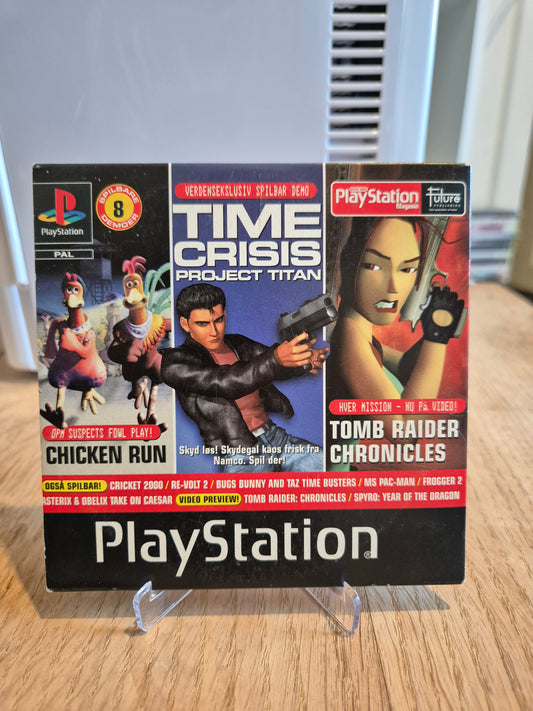 PlayStation
PAL
SPILBARE
8
DEMOER
VERDENSEKSLUSIV SPILBAR DEMO
TIME
CRISIS
PROJECT TITAN
PlayStation
Magasin
Future
PUBLISHING
OPM SUSPECTS FOWL PLAY!
CHICKEN RUN
Skyd løs! Skydegal kaos frisk fra
Namco. Spil der!
HVER MISSION - NU PÅ VIDEO!
TOMB RAIDER
CHRONICLES
OGSÅ SPILBAR! CRICKET 2000 / RE-VOLT 2 / BUGS BUNNY AND TAZ TIME BUSTERS / MS PAC-MAN / FROGGER 2
ASTERIX & OBELIX TAKE ON CAESAR VIDEO PREVIEW! TOMB RAIDER: CHRONICLES / SPYRO: YEAR OF THE DRAGON
PlayStation®